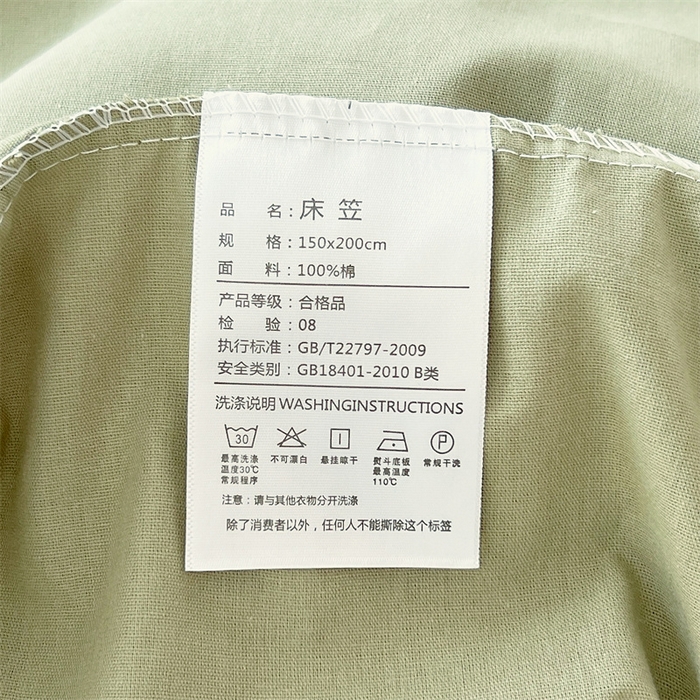 品 名：床 笠
规 格：150x200cm
面 料：100%棉
产品等级：合格品
检 验：08
执行标准：GB/T22797-2009
安全类别：GB18401-2010 B类
洗涤说明 WASHINGINSTRUCTIONS
30
P
最高洗涤温度30℃常规程序
不可漂白
悬挂晾干
熨斗底板最高温度110℃
常规干洗
注意：请与其他衣物分开洗涤
除了消费者以外，任何人不能撕除这个标签